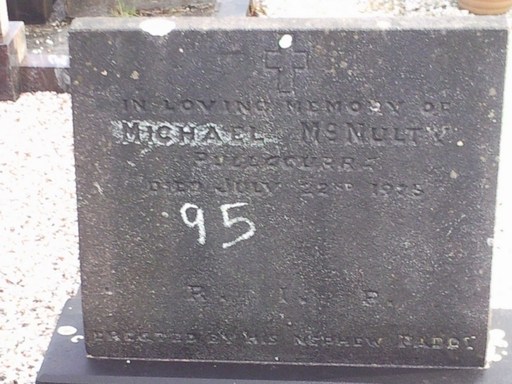 IN LOVING MEMORY OF
MICHAEL McNULTY
DIED JULY 22ND
95
R. I. P.
ERECTED BY HIS NEPHEW PADDY